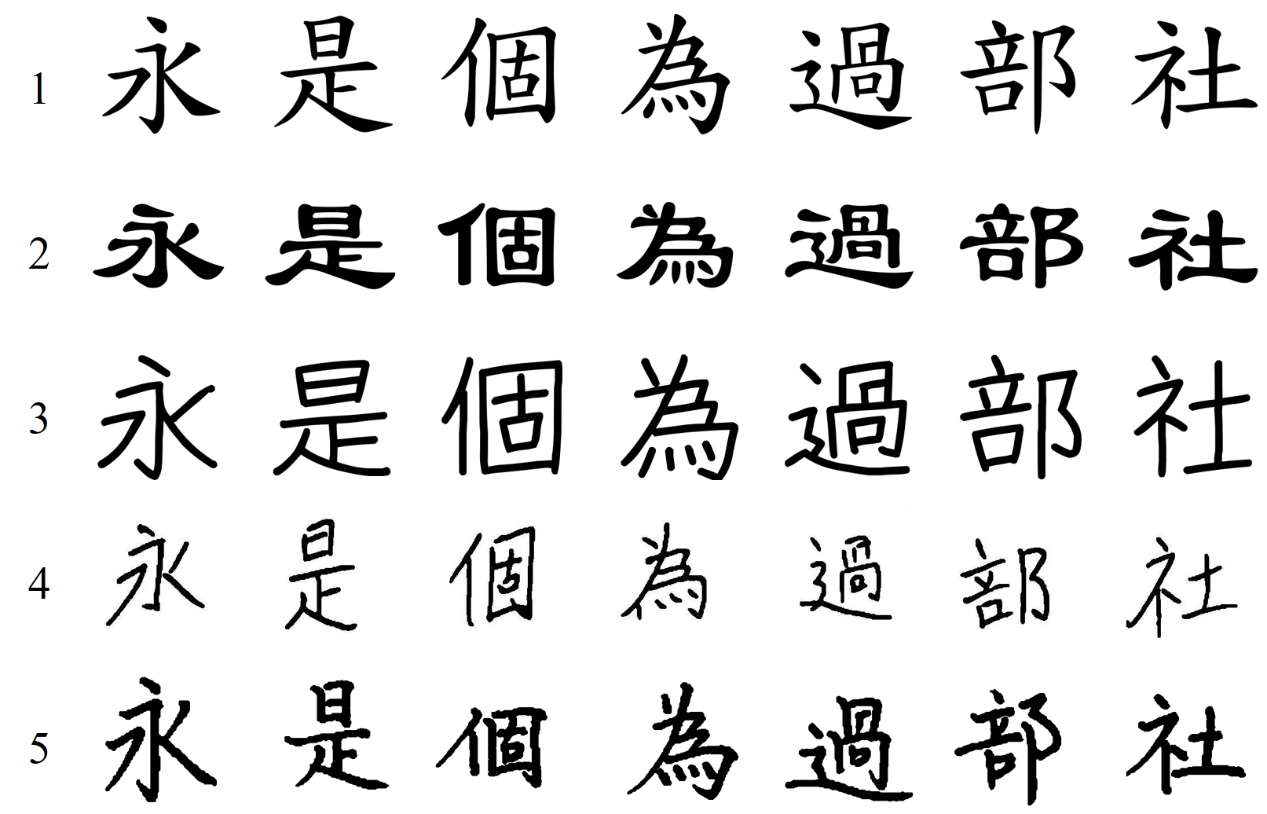 1 永 是 個 為 過 部 社
2 永 是 個 為 過 部 社
3 永 是 個 為 過 部 社
4 永 是 個 為 過 部 社
5 永 是 個 為 過 部 社